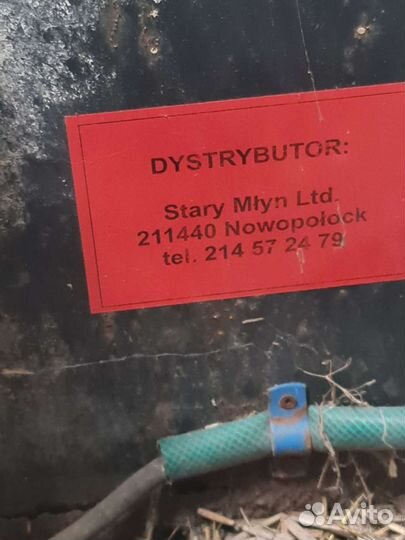 DYSTRYBUTOR:
Stary Młyn Ltd.
211440 Nowopołock
tel. 214 57 24 79
Avito